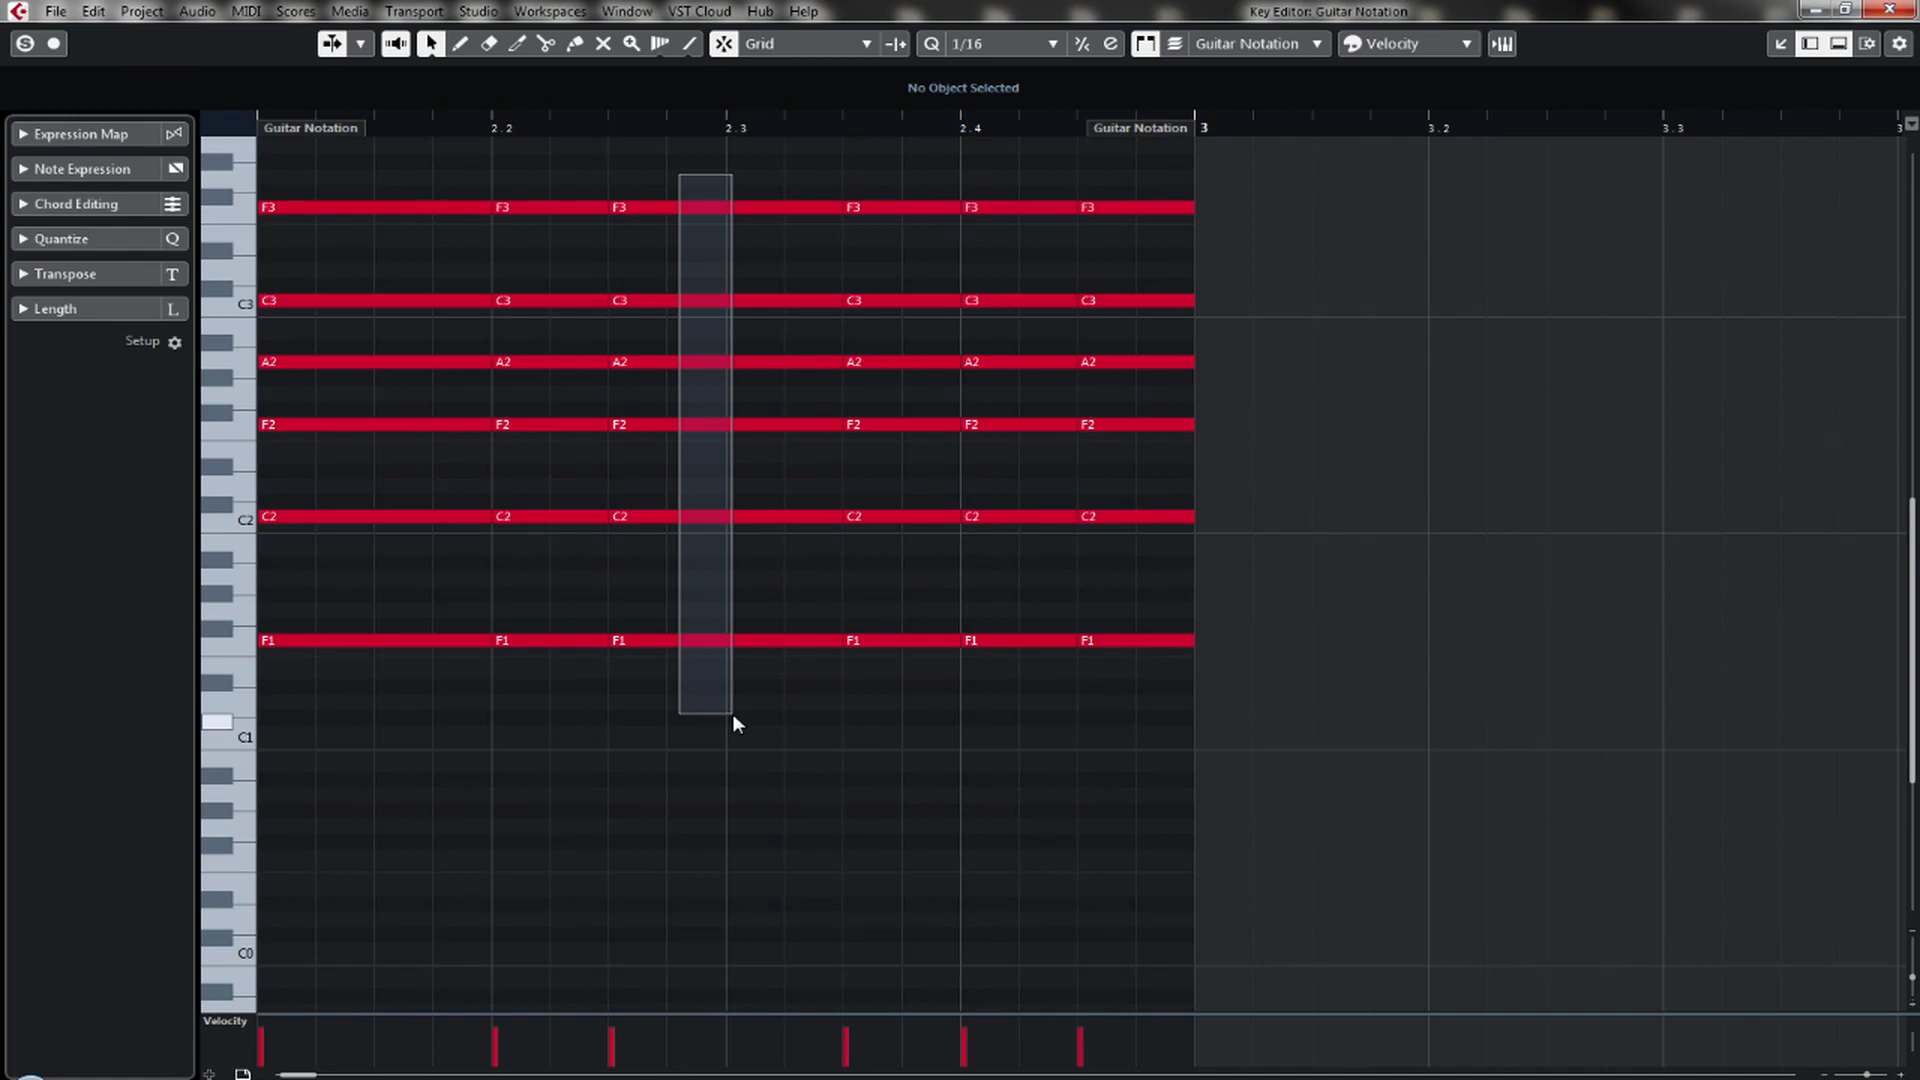 File Edit Project Audio MIDI Scores Media Transport Studio Workspaces Window VST Cloud Hub Help Key Editor: Guitar Notation
S Grid Q 1/16 Guitar Notation Velocity
No Object Selected
Guitar Notation 2.2 2.3 2.4 Guitar Notation 3 3.2 3.3 3
Expression Map
Note Expression
Chord Editing
Quantize Q
Transpose T
Length L
Setup
F3 F3 F3 F3 F3 F3
C3 C3 C3 C3 C3 C3 C3
A2 A2 A2 A2 A2 A2
F2 F2 F2 F2 F2 F2
C2 C2 C2 C2 C2 C2 C2
F1 F1 F1 F1 F1 F1
C1
C0
Velocity